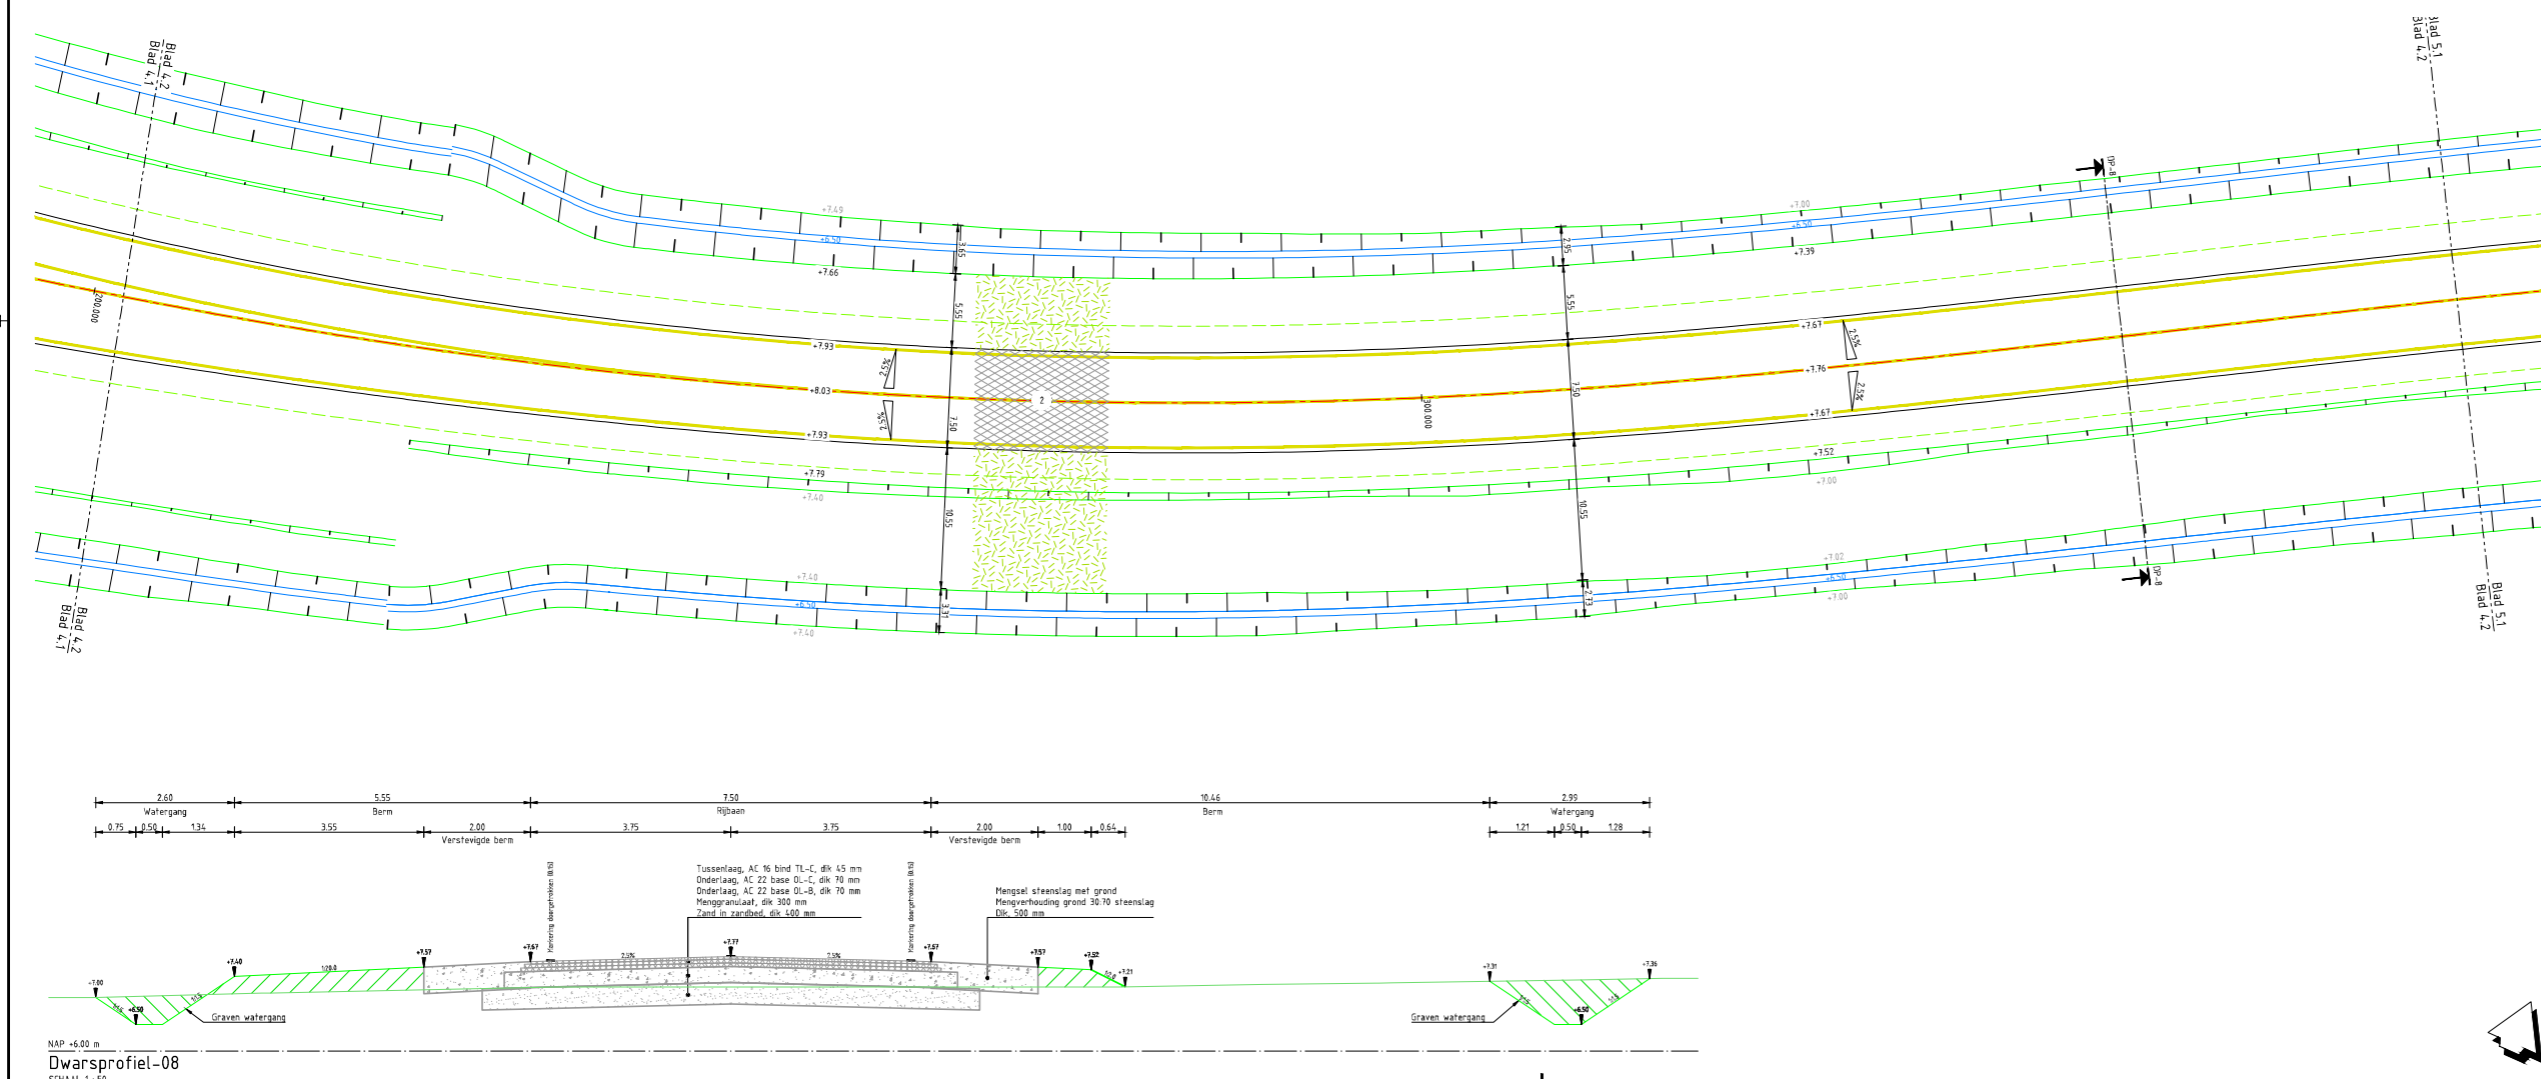 Blad 4.2
Blad 4.1
Blad 5.1
Blad 4.2
DP-8
+7.49
+6.50
+7.66
3.65
2.95
+7.00
+6.50
+7.39
200.000
5.55
5.55
+7.93
2.5%
+8.03
2
2.5%
+7.93
7.50
7.50
300.000
+7.67
2.5%
+7.76
2.5%
+7.67
+7.79
+7.40
+7.52
+7.00
10.55
10.55
+7.40
+6.50
+7.40
3.31
2.73
+7.02
+6.50
+7.00
DP-8
Blad 4.2
Blad 4.1
Blad 5.1
Blad 4.2
2.60 5.55 7.50 10.46 2.99
Watergang Berm Rijbaan Berm Watergang
0.75 0.50 1.34 3.55 2.00 3.75 3.75 2.00 1.00 0.64 1.21 0.50 1.28
Verstevigde berm Verstevigde berm
Tussenlaag, AC 16 bind TL-C, dik 45 mm
Onderlaag, AC 22 base OL-C, dik 70 mm
Onderlaag, AC 22 base OL-B, dik 70 mm
Menggranulaat, dik 300 mm
Zand in zandbed, dik 400 mm
Mengsel steenslag met grond
Mengverhouding grond 30:70 steenslag
Dik, 500 mm
+7.00
+6.50
+7.40
1:20.0
+7.57
+7.67
2.5%
+7.77
2.5%
+7.67
+7.57
+7.52
+7.21
+7.31
+6.50
+7.36
Graven watergang
Graven watergang
NAP +6.00 m
Dwarsprofiel-08